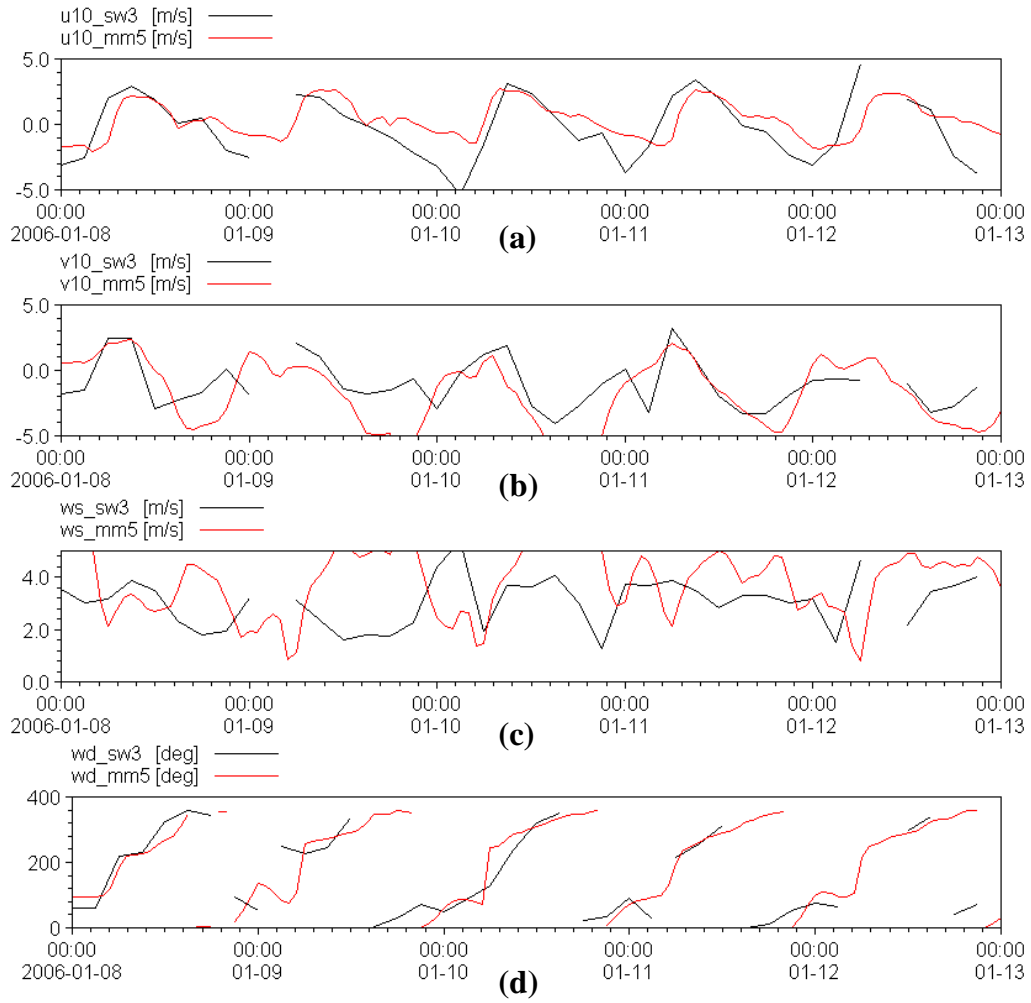 u10_sw3 [m/s]
u10_mm5 [m/s]
5.0
0.0
-5.0
00:00 00:00 00:00 00:00 00:00 00:00
2006-01-08 01-09 01-10 01-11 01-12 01-13
(a)
v10_sw3 [m/s]
v10_mm5 [m/s]
5.0
0.0
-5.0
00:00 00:00 00:00 00:00 00:00 00:00
2006-01-08 01-09 01-10 01-11 01-12 01-13
(b)
ws_sw3 [m/s]
ws_mm5 [m/s]
4.0
2.0
0.0
00:00 00:00 00:00 00:00 00:00 00:00
2006-01-08 01-09 01-10 01-11 01-12 01-13
(c)
wd_sw3 [deg]
wd_mm5 [deg]
400
200
0
00:00 00:00 00:00 00:00 00:00 00:00
2006-01-08 01-09 01-10 01-11 01-12 01-13
(d)